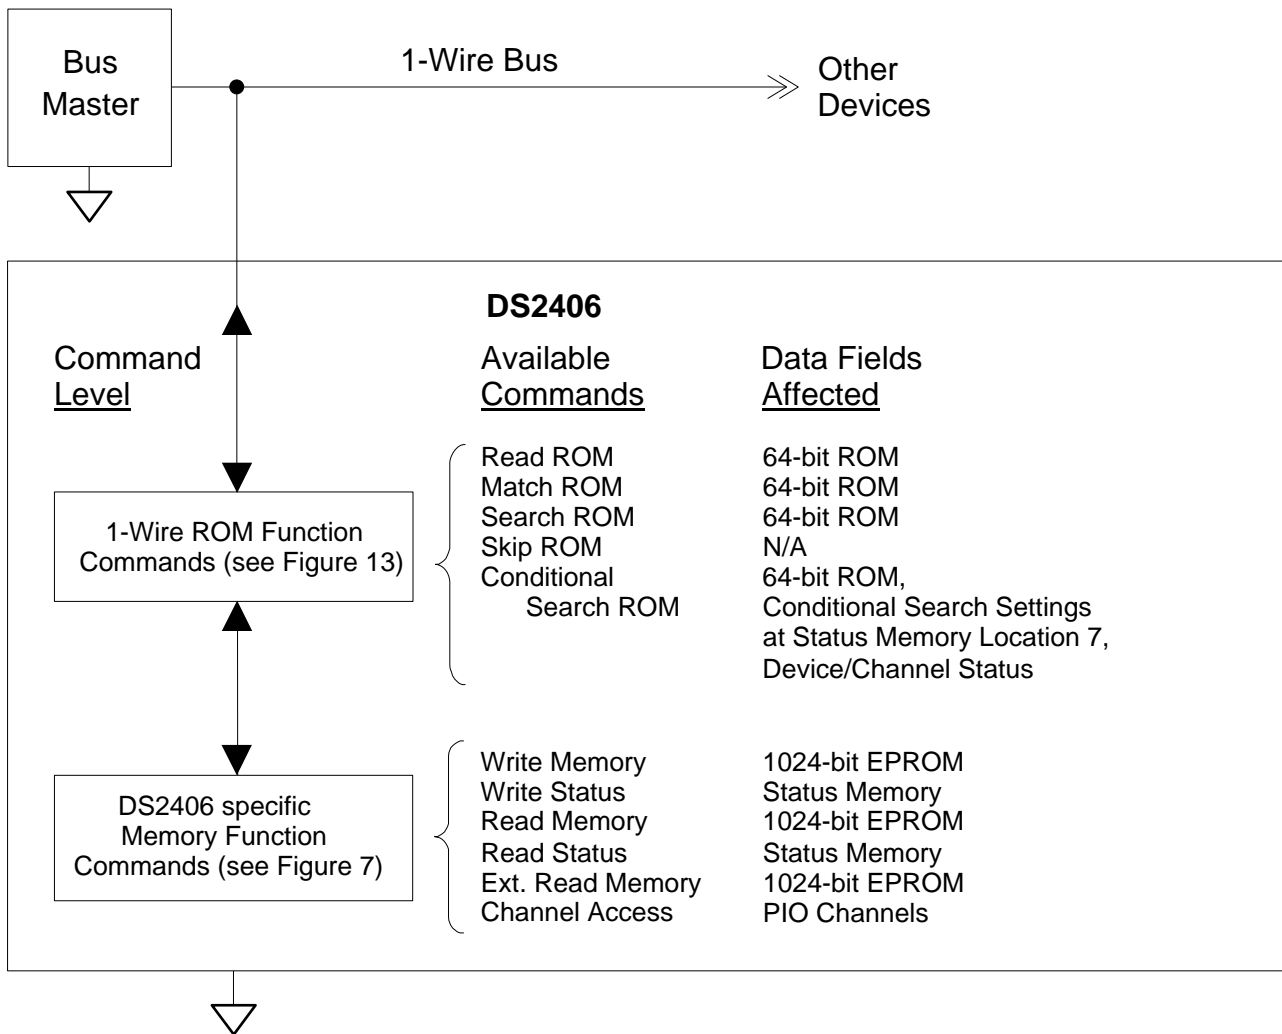 Bus
Master
1-Wire Bus
Other
Devices
DS2406
Command
Level
Available
Commands
Data Fields
Affected
1-Wire ROM Function
Commands (see Figure 13)
Read ROM 64-bit ROM
Match ROM 64-bit ROM
Search ROM 64-bit ROM
Skip ROM N/A
Conditional 64-bit ROM,
Search ROM Conditional Search Settings
at Status Memory Location 7,
Device/Channel Status
DS2406 specific
Memory Function
Commands (see Figure 7)
Write Memory 1024-bit EPROM
Write Status Status Memory
Read Memory 1024-bit EPROM
Read Status Status Memory
Ext. Read Memory 1024-bit EPROM
Channel Access PIO Channels